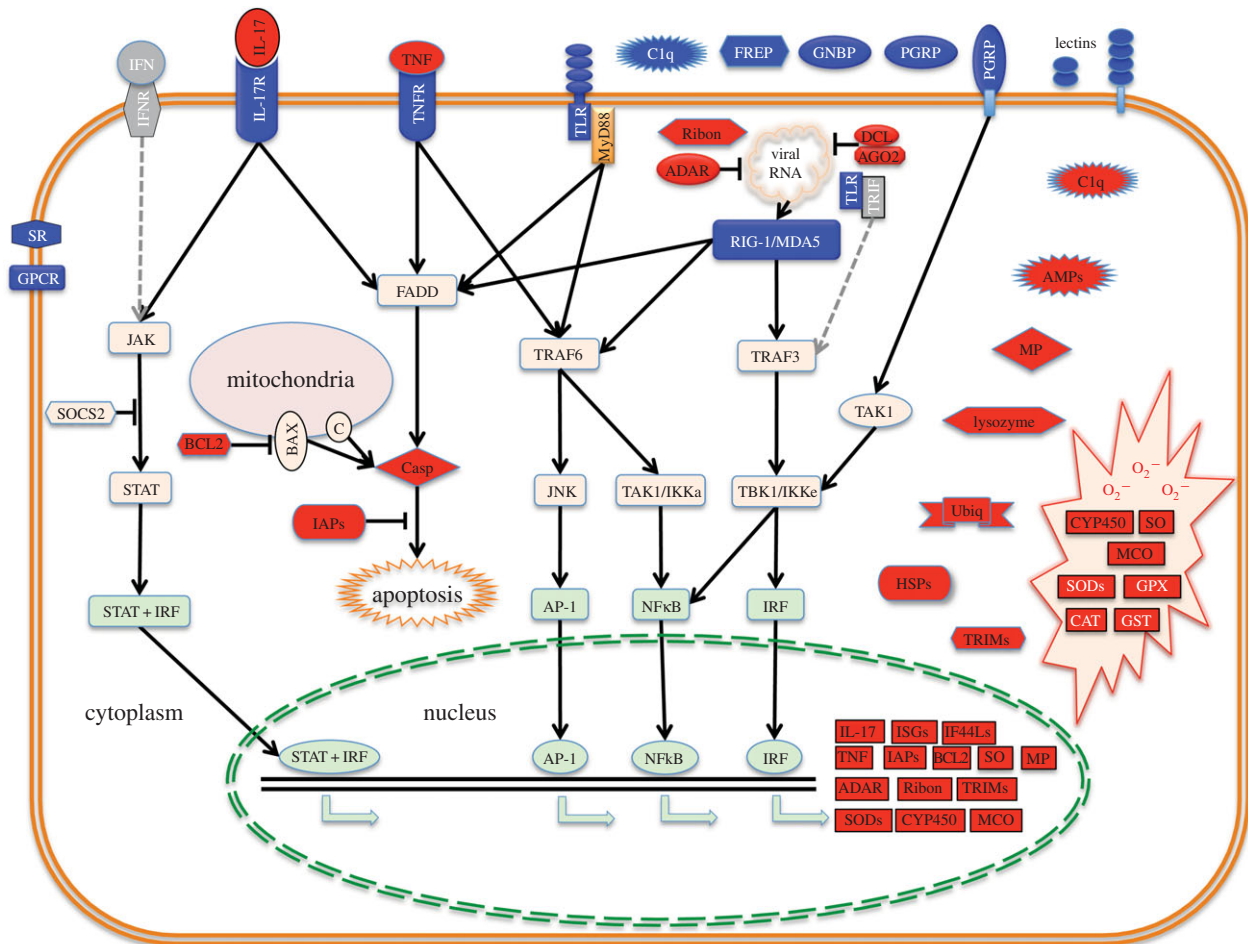 IFN
IFNR
IL-17
IL-17R
TNF
TNFR
TLR
MyD88
C1q
FREP
GNBP
PGRP
PGRP
lectins
Ribon
ADAR
viral
RNA
DCL
AGO2
TLR
TRIF
C1q
SR
GPCR
RIG-1/MDA5
AMPs
FADD
JAK
mitochondria
TRAF6
TRAF3
MP
SOCS2
BCL2
BAX
C
Casp
TAK1
lysozyme
STAT
JNK
TAK1/IKKa
TBK1/IKKe
IAPs
Ubiq
O2−
O2−
O2−
CYP450
SO
MCO
SODs
GPX
CAT
GST
HSPs
apoptosis
STAT + IRF
AP-1
NFκB
IRF
TRIMs
cytoplasm
nucleus
STAT + IRF
AP-1
NFkB
IRF
IL-17 ISGs IF44Ls
TNF IAPs BCL2 SO MP
ADAR Ribon TRIMs
SODs CYP450 MCO